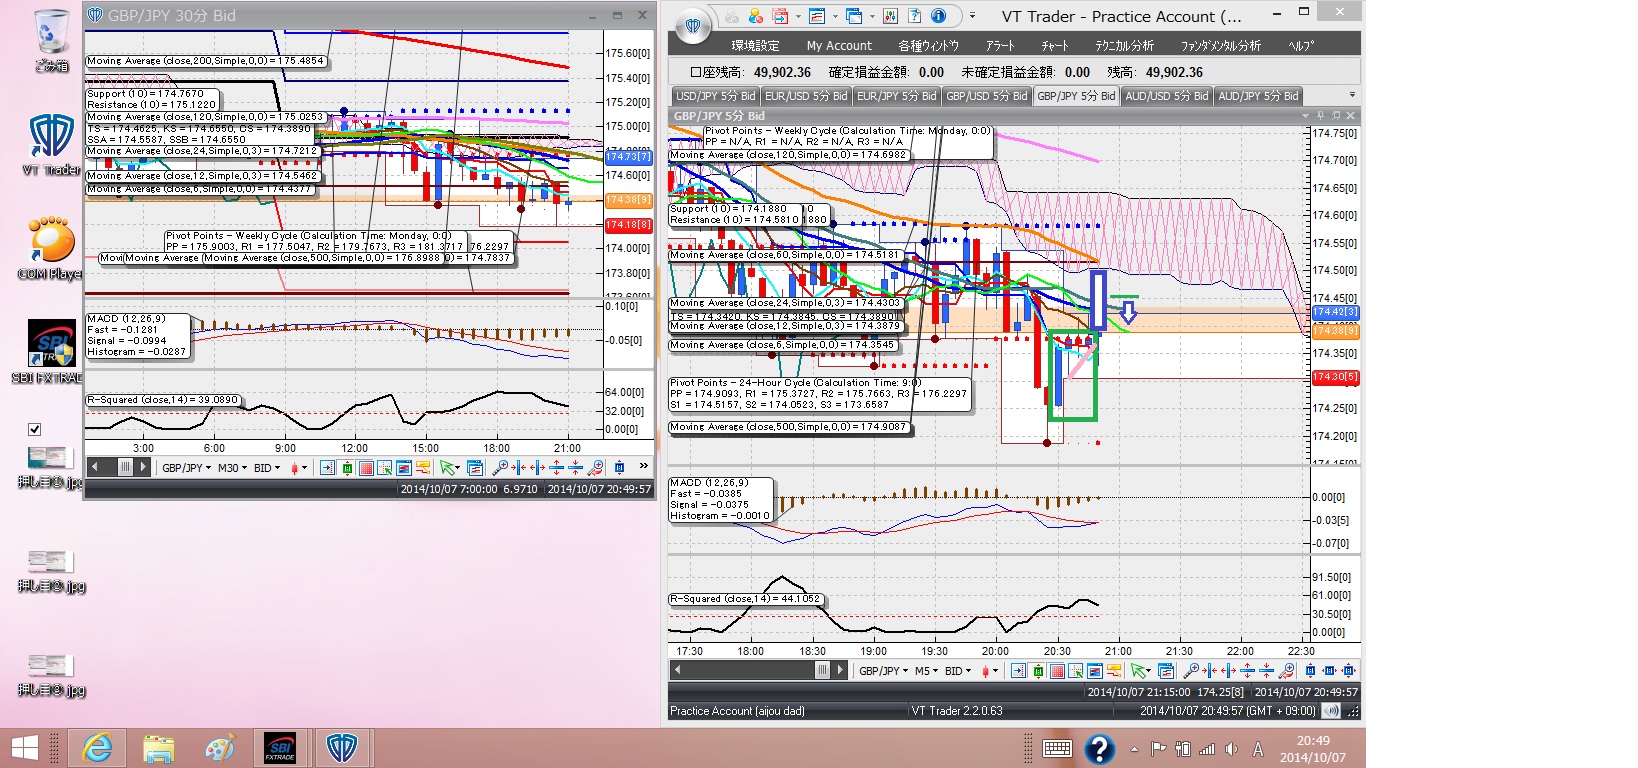 ごみ箱
VT Trader
COM Player
SBI FXTRAD
押し目① .jpg
押し目② .jpg
押し目③ .jpg
GBP/JPY 30分 Bid
Moving Average (close,200,Simple,0,0) = 175.4854
Support (10) = 174.7670
Resistance (10) = 175.1220
Moving Average (close,120,Simple,0,0) = 175.0253
TS = 174.4625, KS = 174.6550, CS = 174.3890
SSA = 174.5587, SSB = 174.6550
Moving Average (close,24,Simple,0,3) = 174.7212
Moving Average (close,12,Simple,0,3) = 174.5462
Moving Average (close,6,Simple,0,0) = 174.4377
Pivot Points - Weekly Cycle (Calculation Time: Monday, 0:0)
PP = 175.9003, R1 = 177.5047, R2 = 179.7673, R3 = 181.3717 76.2297
Movi Moving Average Moving Average (close,500,Simple,0,0) = 176.8988 0) = 174.7837
175.60[0]
175.40[0]
175.20[0]
175.00[0]
174.73[7]
174.60[0]
174.38[9]
174.18[8]
174.00[0]
173.80[0]
173.60[0]
MACD (12,26,9)
Fast = -0.1281
Signal = -0.0994
Histogram = -0.0287
0.10[0]
-0.05[0]
R-Squared (close,14) = 39.0890
64.00[0]
32.00[0]
0.00[0]
3:00 6:00 9:00 12:00 15:00 18:00 21:00
GBP/JPY M30 BID
2014/10/07 7:00:00 6.9710 2014/10/07 20:49:57
VT Trader - Practice Account (...
環境設定 My Account 各種ウィンドウ アラート チャート テクニカル分析 ファンダメンタル分析 ヘルプ
口座残高: 49,902.36 確定損益金額: 0.00 未確定損益金額: 0.00 残高: 49,902.36
USD/JPY 5分 Bid EUR/USD 5分 Bid EUR/JPY 5分 Bid GBP/USD 5分 Bid GBP/JPY 5分 Bid AUD/USD 5分 Bid AUD/JPY 5分 Bid
GBP/JPY 5分 Bid
Pivot Points - Weekly Cycle (Calculation Time: Monday, 0:0)
PP = N/A, R1 = N/A, R2 = N/A, R3 = N/A
Moving Average (close,120,Simple,0,0) = 174.6982
Support (10) = 174.1880
Resistance (10) = 174.5810 1880
Moving Average (close,60,Simple,0,0) = 174.5181
Moving Average (close,24,Simple,0,3) = 174.4303
TS = 174.3420, KS = 174.3845, CS = 174.3890
Moving Average (close,12,Simple,0,3) = 174.3879
Moving Average (close,6,Simple,0,0) = 174.3545
Pivot Points - 24-Hour Cycle (Calculation Time: 9:0)
PP = 174.9093, R1 = 175.3727, R2 = 175.7663, R3 = 176.2297
S1 = 174.5157, S2 = 174.0523, S3 = 173.6587
Moving Average (close,500,Simple,0,0) = 174.9087
174.75[0]
174.70[0]
174.65[0]
174.60[0]
174.55[0]
174.50[0]
174.45[0]
174.42[3]
174.38[9]
174.35[0]
174.30[5]
174.25[0]
174.20[0]
174.15[0]
MACD (12,26,9)
Fast = -0.0385
Signal = -0.0375
Histogram = -0.0010
0.00[0]
-0.03[5]
-0.07[0]
R-Squared (close,14) = 44.1052
91.50[0]
61.00[0]
30.50[0]
0.00[0]
17:30 18:00 18:30 19:00 19:30 20:00 20:30 21:00 21:30 22:00 22:30
GBP/JPY M5 BID
2014/10/07 21:15:00 174.25[8] 2014/10/07 20:49:57
Practice Account (aijou dad) VT Trader 2.2.0.63 2014/10/07 20:49:57 (GMT + 09:00)
SBI
FXTRADE
A
20:49
2014/10/07